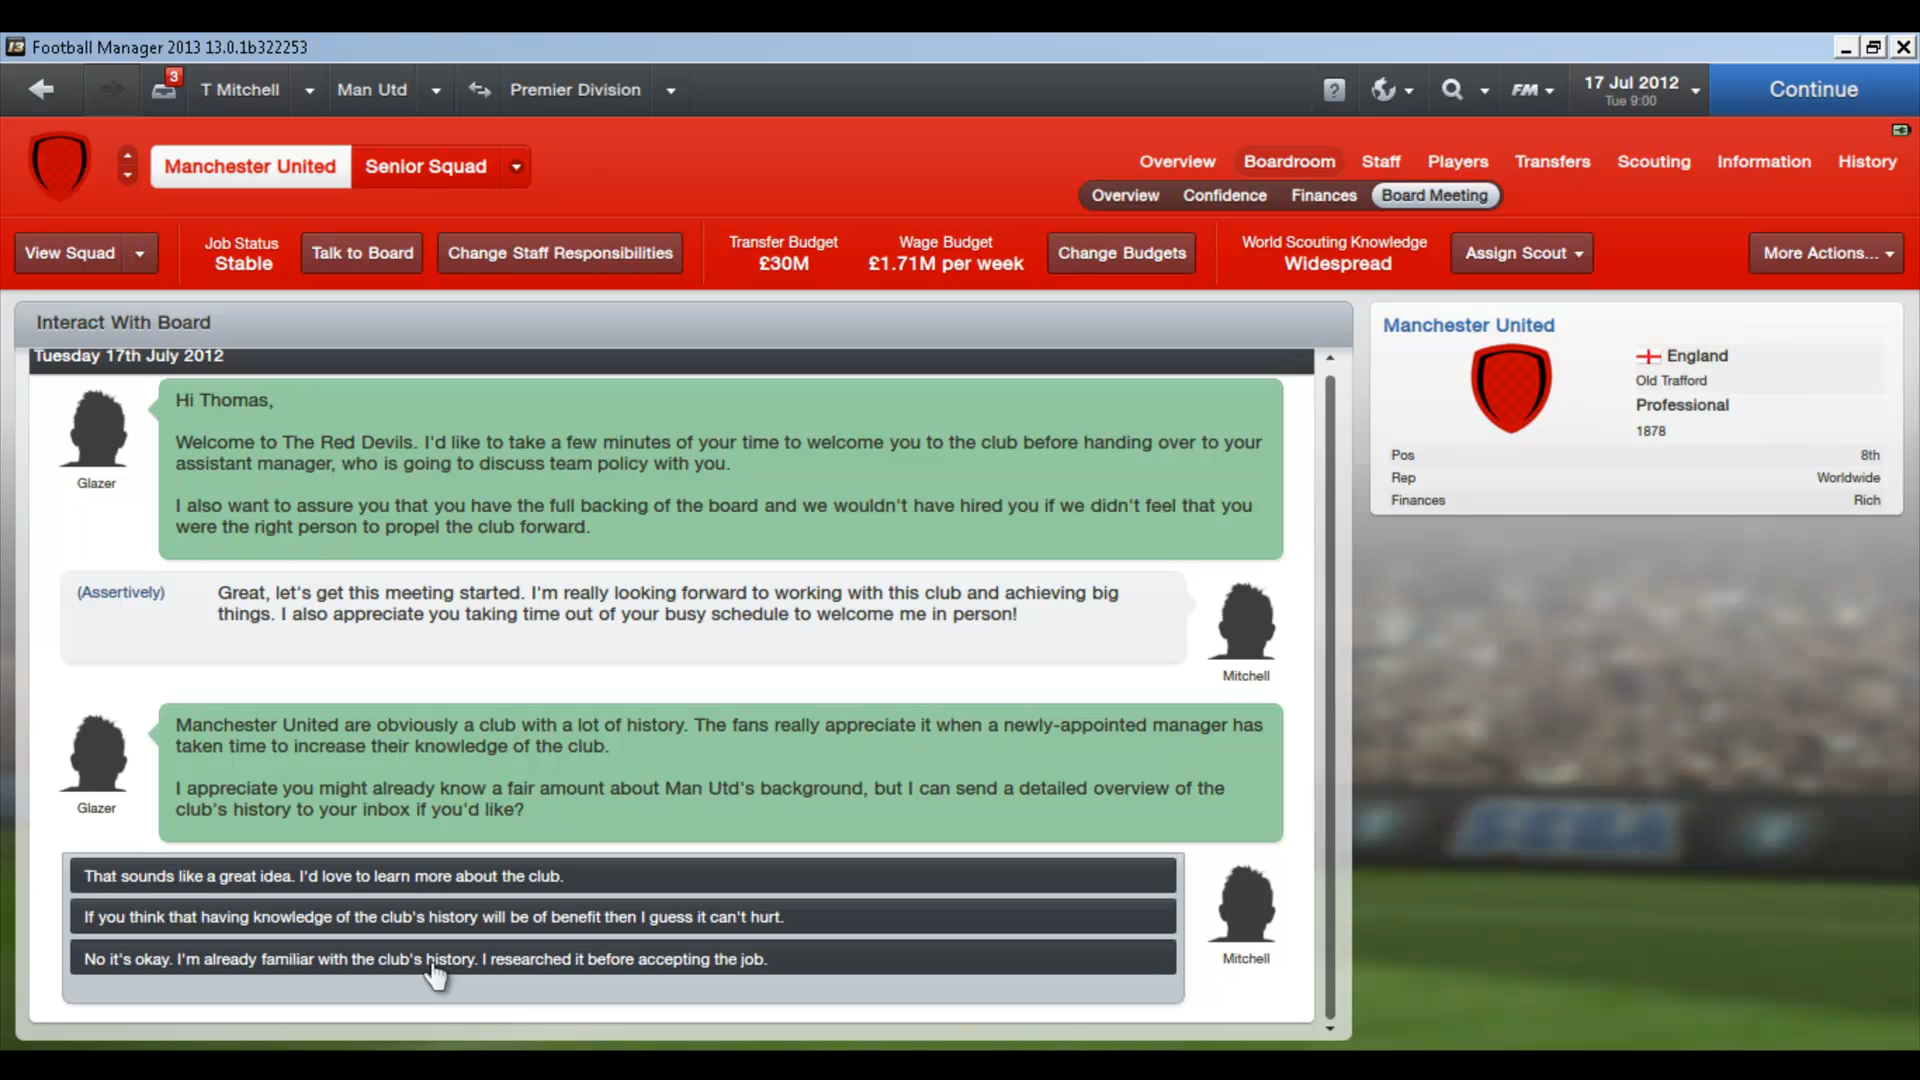 Football Manager 2013 13.0.1b322253
3
T Mitchell
Man Utd
Premier Division
?
FM
17 Jul 2012
Tue 9:00
Continue
Manchester United
Senior Squad
Overview
Boardroom
Staff
Players
Transfers
Scouting
Information
History
Overview
Confidence
Finances
Board Meeting
View Squad
Job Status
Stable
Talk to Board
Change Staff Responsibilities
Transfer Budget
£30M
Wage Budget
£1.71M per week
Change Budgets
World Scouting Knowledge
Widespread
Assign Scout
More Actions...
Interact With Board
Tuesday 17th July 2012
Glazer
Hi Thomas,
Welcome to The Red Devils. I'd like to take a few minutes of your time to welcome you to the club before handing over to your
assistant manager, who is going to discuss team policy with you.
I also want to assure you that you have the full backing of the board and we wouldn't have hired you if we didn't feel that you
were the right person to propel the club forward.
(Assertively)
Great, let's get this meeting started. I'm really looking forward to working with this club and achieving big
things. I also appreciate you taking time out of your busy schedule to welcome me in person!
Mitchell
Glazer
Manchester United are obviously a club with a lot of history. The fans really appreciate it when a newly-appointed manager has
taken time to increase their knowledge of the club.
I appreciate you might already know a fair amount about Man Utd's background, but I can send a detailed overview of the
club's history to your inbox if you'd like?
That sounds like a great idea. I'd love to learn more about the club.
If you think that having knowledge of the club's history will be of benefit then I guess it can't hurt.
No it's okay. I'm already familiar with the club's history. I researched it before accepting the job.
Mitchell
Manchester United
England
Old Trafford
Professional
1878
Pos 8th
Rep Worldwide
Finances Rich
SEGA